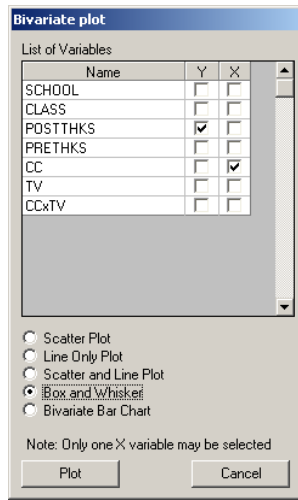 Bivariate plot
List of Variables
Name Y X
SCHOOL
CLASS
POSTTHKS
PRETHKS
CC
TV
CCxTV
Scatter Plot
Line Only Plot
Scatter and Line Plot
Box and Whisker
Bivariate Bar Chart
Note: Only one X variable may be selected
Plot Cancel